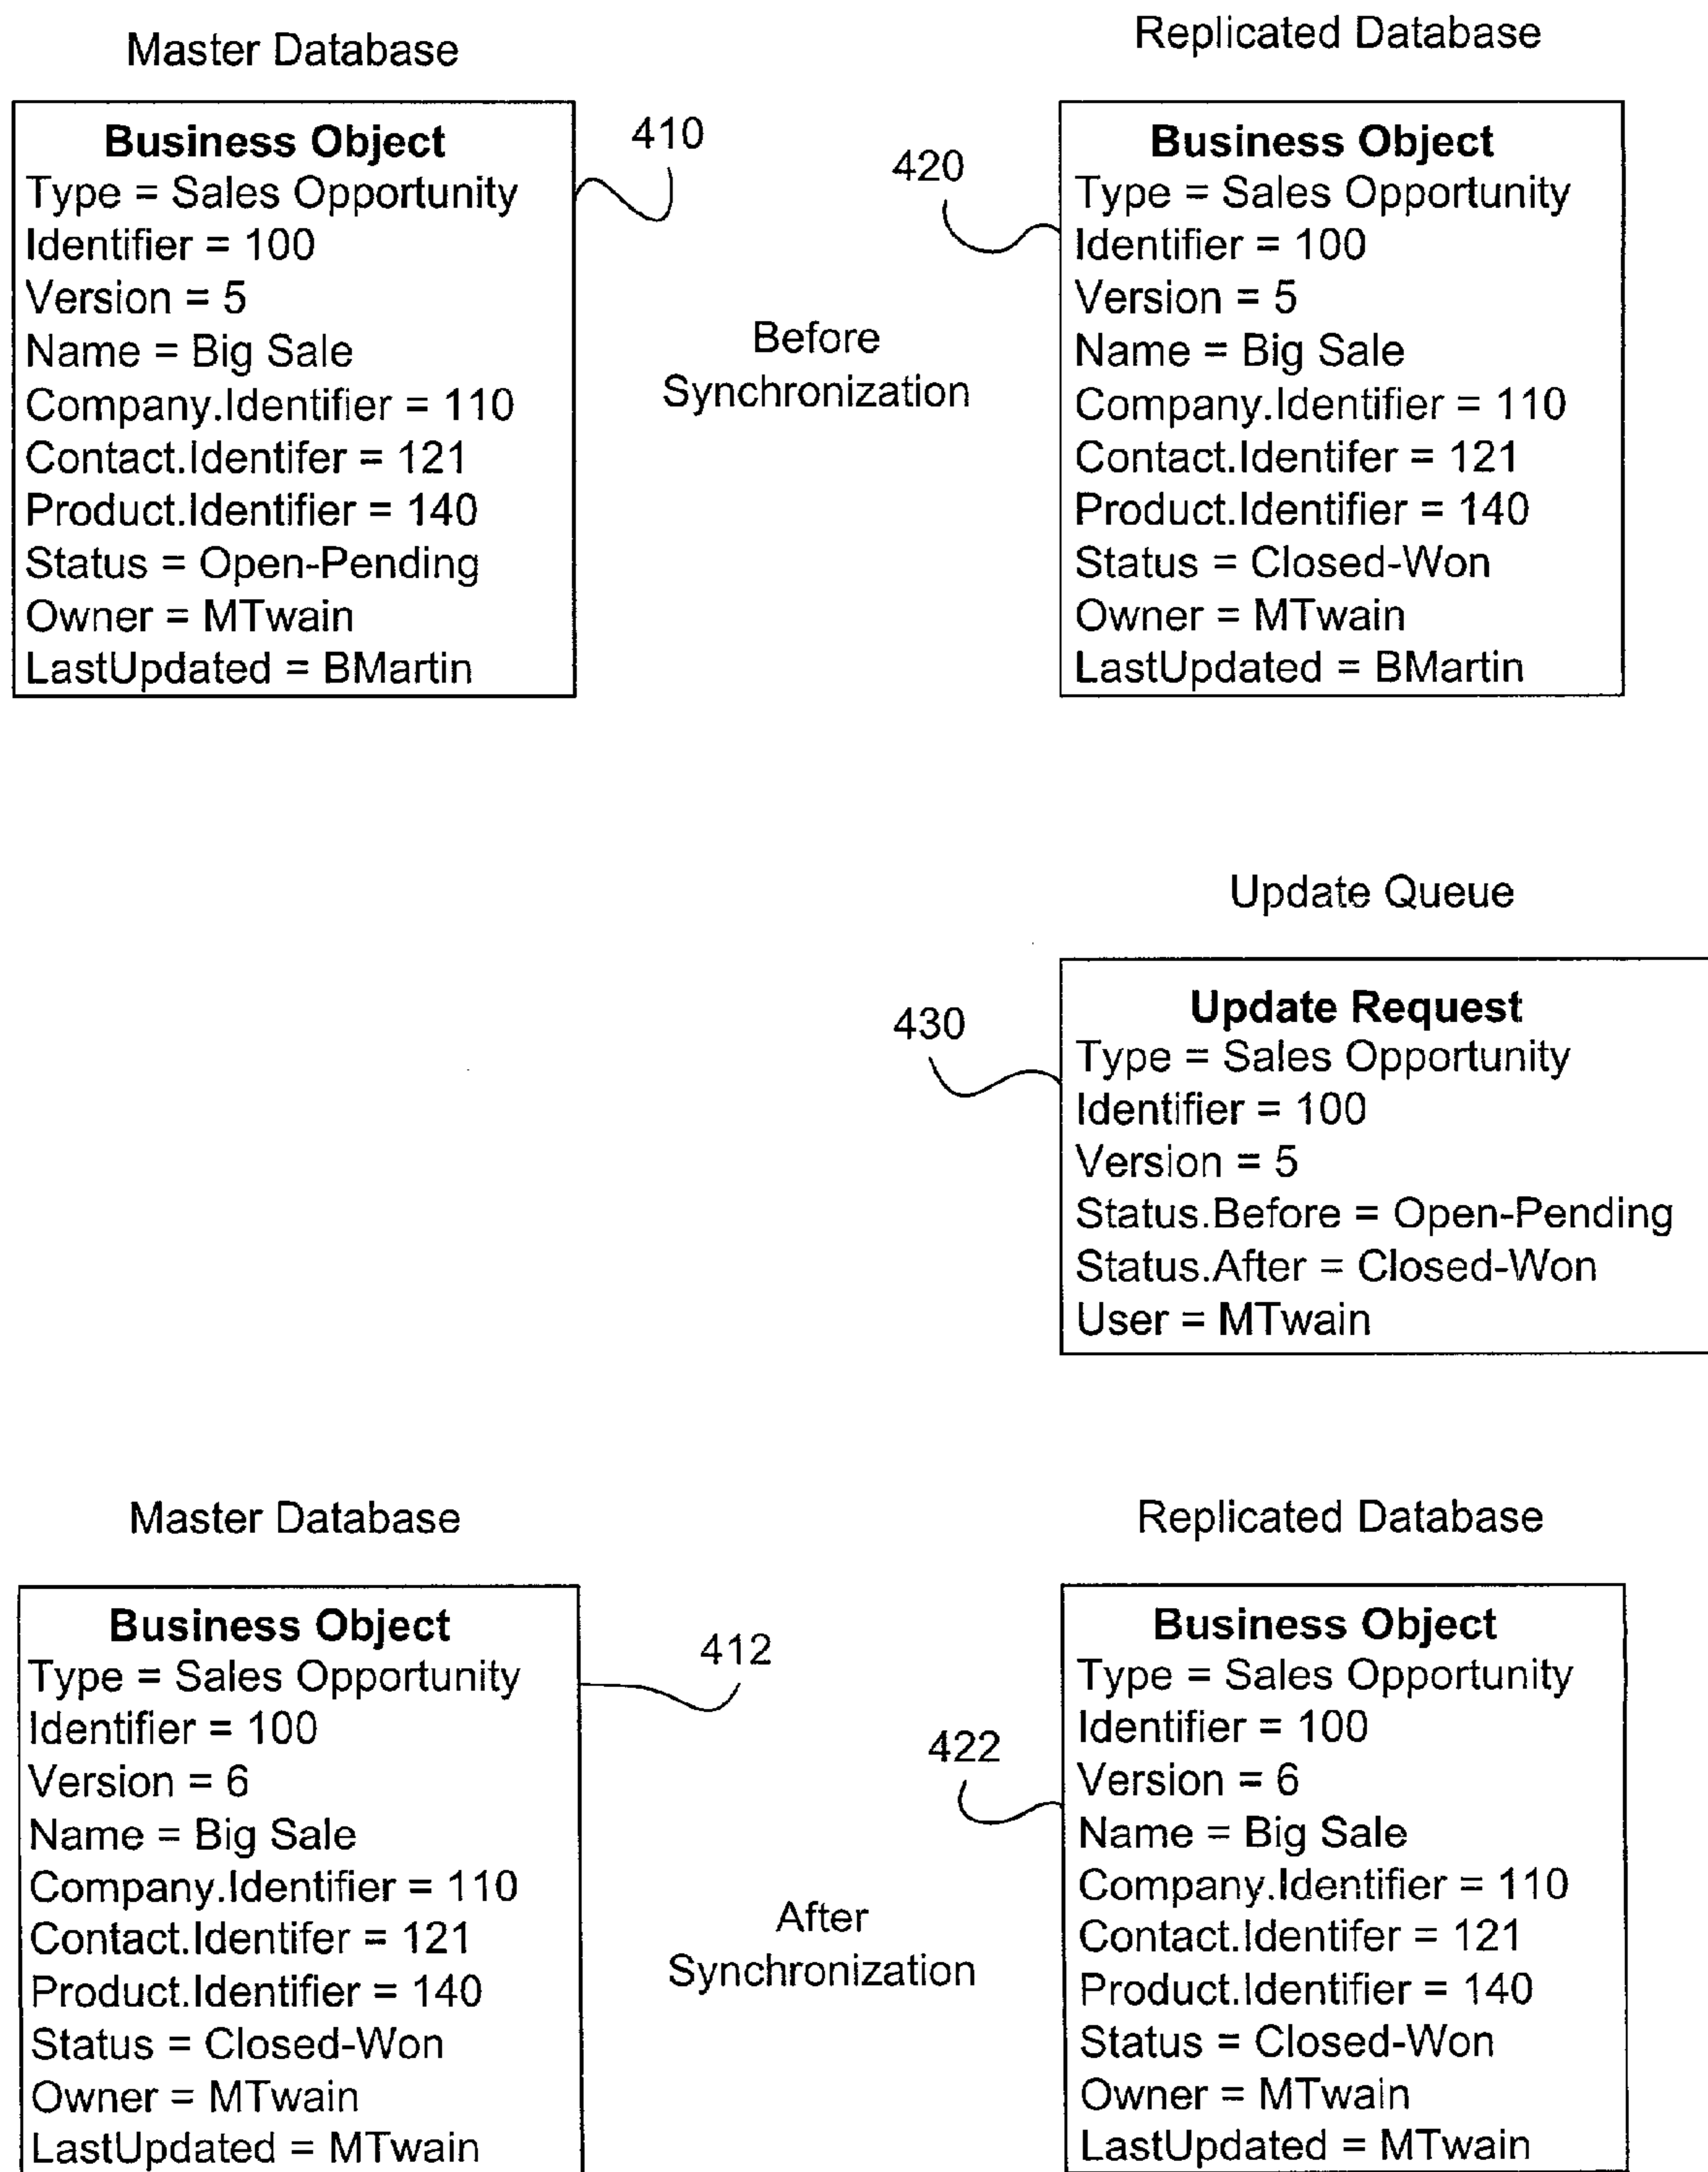 Master Database
Business Object
Type = Sales Opportunity
Identifier = 100
Version = 5
Name = Big Sale
Company.Identifier = 110
Contact.Identifer = 121
Product.Identifier = 140
Status = Open-Pending
Owner = MTwain
LastUpdated = BMartin
410
Before
Synchronization
Replicated Database
420
Business Object
Type = Sales Opportunity
Identifier = 100
Version = 5
Name = Big Sale
Company.Identifier = 110
Contact.Identifer = 121
Product.Identifier = 140
Status = Closed-Won
Owner = MTwain
LastUpdated = BMartin
Update Queue
430
Update Request
Type = Sales Opportunity
Identifier = 100
Version = 5
Status.Before = Open-Pending
Status.After = Closed-Won
User = MTwain
Master Database
Business Object
Type = Sales Opportunity
Identifier = 100
Version = 6
Name = Big Sale
Company.Identifier = 110
Contact.Identifer = 121
Product.Identifier = 140
Status = Closed-Won
Owner = MTwain
LastUpdated = MTwain
412
After
Synchronization
Replicated Database
422
Business Object
Type = Sales Opportunity
Identifier = 100
Version = 6
Name = Big Sale
Company.Identifier = 110
Contact.Identifer = 121
Product.Identifier = 140
Status = Closed-Won
Owner = MTwain
LastUpdated = MTwain